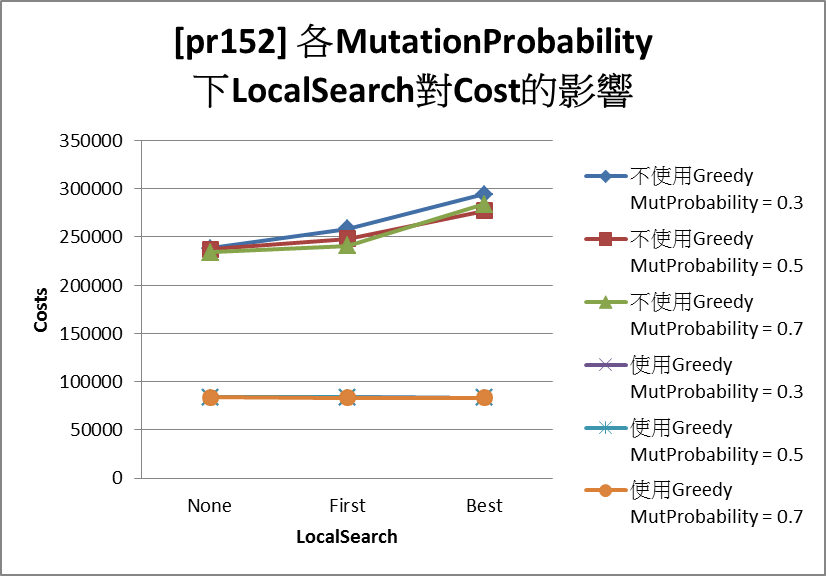 [pr152] 各MutationProbability
下LocalSearch對Cost的影響
350000
300000
250000
200000
150000
100000
50000
0
Costs
None
First
Best
LocalSearch
不使用Greedy
MutProbability = 0.3
不使用Greedy
MutProbability = 0.5
不使用Greedy
MutProbability = 0.7
使用Greedy
MutProbability = 0.3
使用Greedy
MutProbability = 0.5
使用Greedy
MutProbability = 0.7